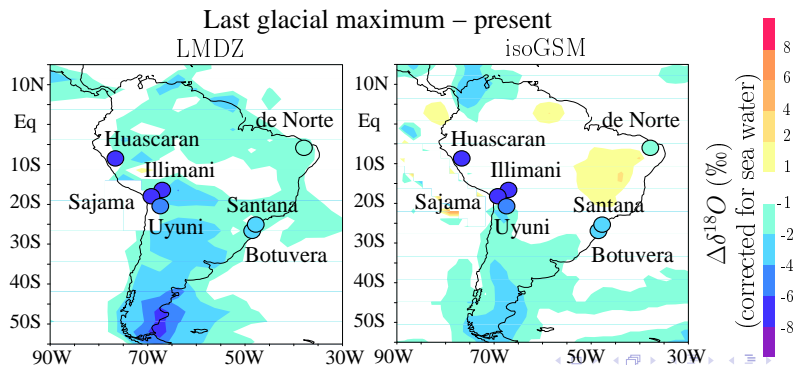 Last glacial maximum – present
LMDZ
isoGSM
10N
Eq
10S
20S
30S
40S
50S
90W 70W 50W 30W
de Norte
Huascaran
Illimani
Sajama
Santana
Uyuni
Botuvera
10N
Eq
10S
20S
30S
40S
50S
90W 70W 50W 30W
de Norte
Huascaran
Illimani
Sajama
Santana
Uyuni
Botuvera
8
6
4
2
1
-1
-2
-4
-6
-8
Δδ¹⁸O (‰)
(corrected for sea water)